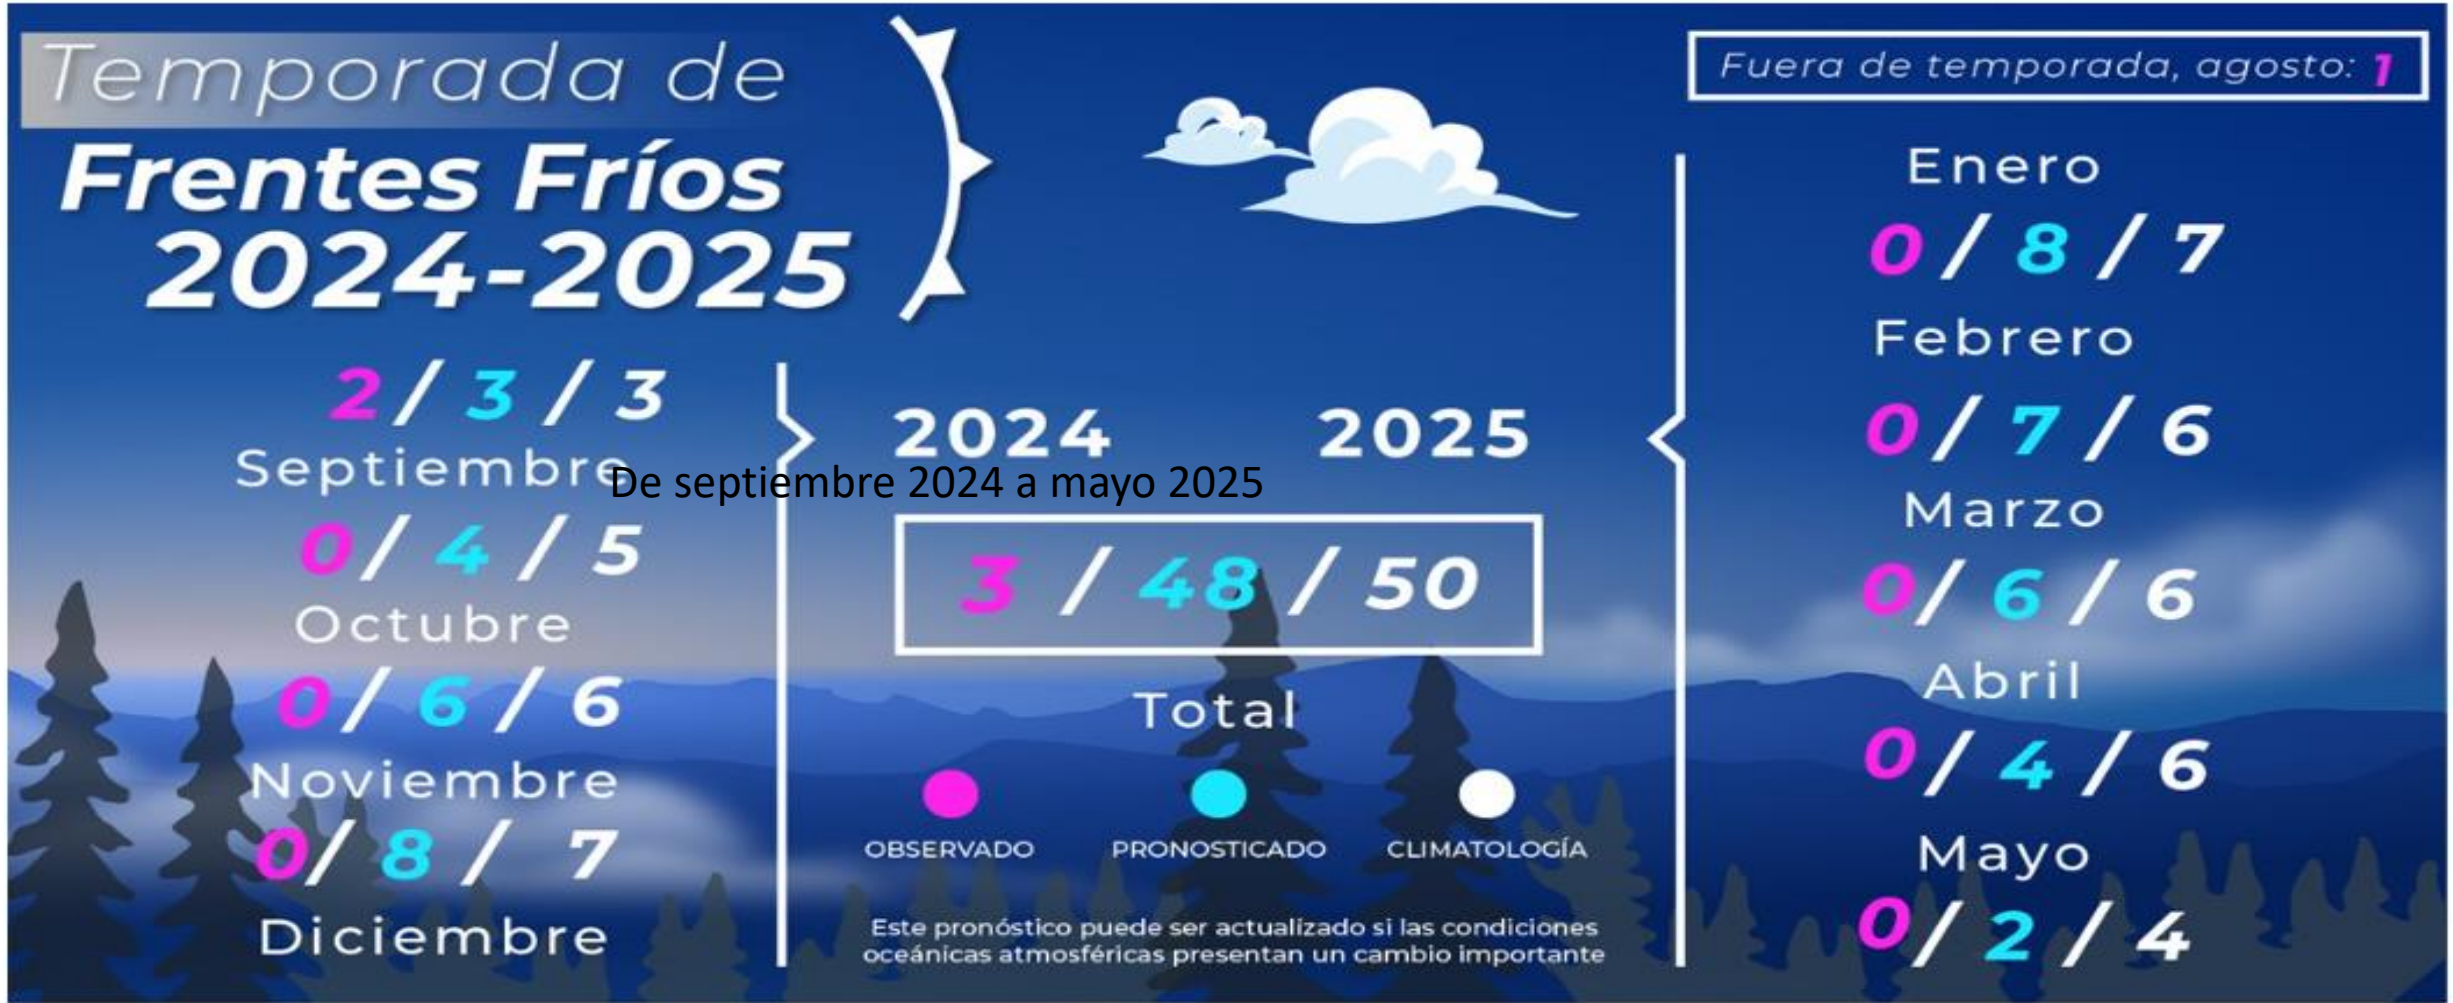 Temporada de
Frentes Fríos
2024-2025
2/ 3 / 3
Septiembre
0/ 4 / 5
Octubre
0/ 6 / 6
Noviembre
0/ 8 / 7
Diciembre
2024 2025
De septiembre 2024 a mayo 2025
3 / 48 / 50
Total
OBSERVADO PRONOSTICADO CLIMATOLOGÍA
Este pronóstico puede ser actualizado si las condiciones
oceánicas atmosféricas presentan un cambio importante
Fuera de temporada, agosto: 1
Enero
0 / 8 / 7
Febrero
0 / 7 / 6
Marzo
0/ 6 / 6
Abril
0/ 4 / 6
Mayo
0/ 2 / 4